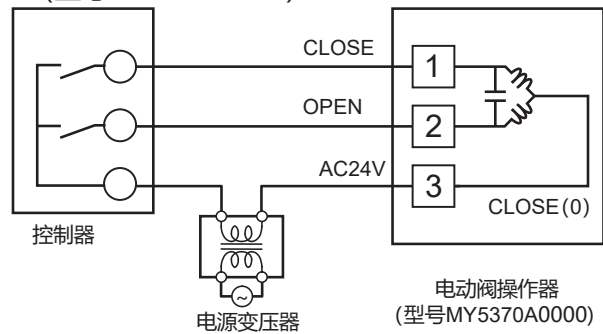 CLOSE
1
OPEN
2
AC24V
3
CLOSE(0)
控制器
电源变压器
电动阀操作器
(型号MY5370A0000)